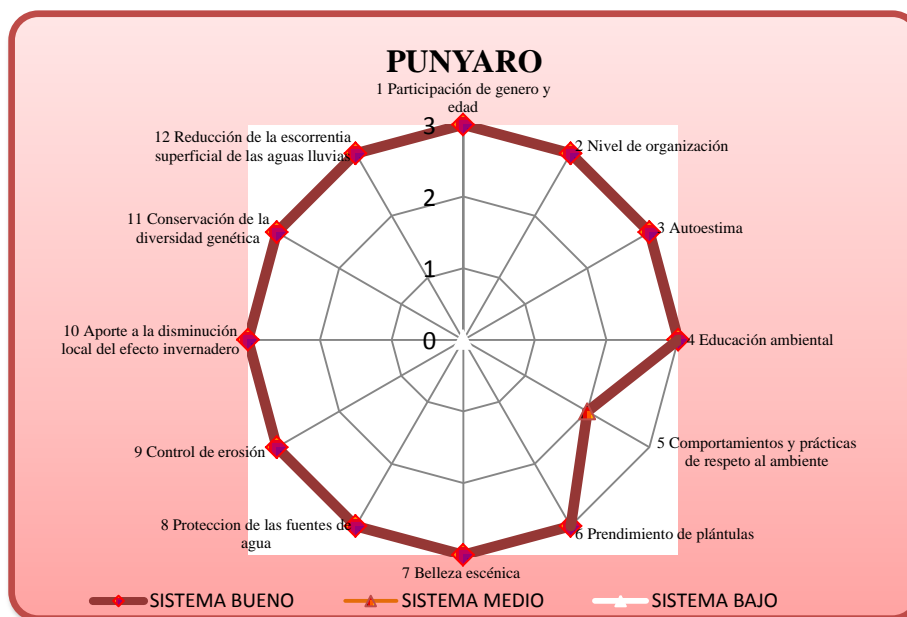 PUNYARO
1 Participación de genero y
edad
2 Nivel de organización
3 Autoestima
4 Educación ambiental
5 Comportamientos y prácticas
de respeto al ambiente
6 Prendimiento de plántulas
7 Belleza escénica
8 Proteccion de las fuentes de
agua
9 Control de erosión
10 Aporte a la disminución
local del efecto invernadero
11 Conservación de la
diversidad genética
12 Reducción de la escorrentia
superficial de las aguas lluvias
3
2
1
0
SISTEMA BUENO
SISTEMA MEDIO
SISTEMA BAJO